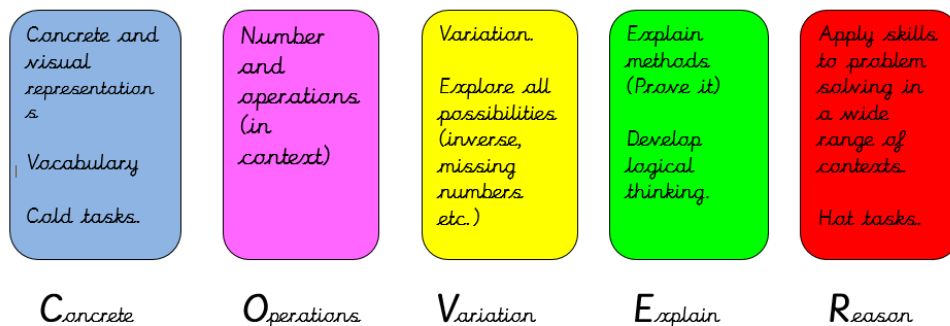 Concrete and
visual
representation
s
Vocabulary
Cold tasks.
Number
and
operations
(in
context)
Variation.
Explore all
possibilities
(inverse,
missing
numbers
etc.)
Explain
methods
(Prove it)
Develop
logical
thinking.
Apply skills
to problem
solving in
a wide
range of
contexts.
Hot tasks.
Concrete
Operations
Variation
Explain
Reason